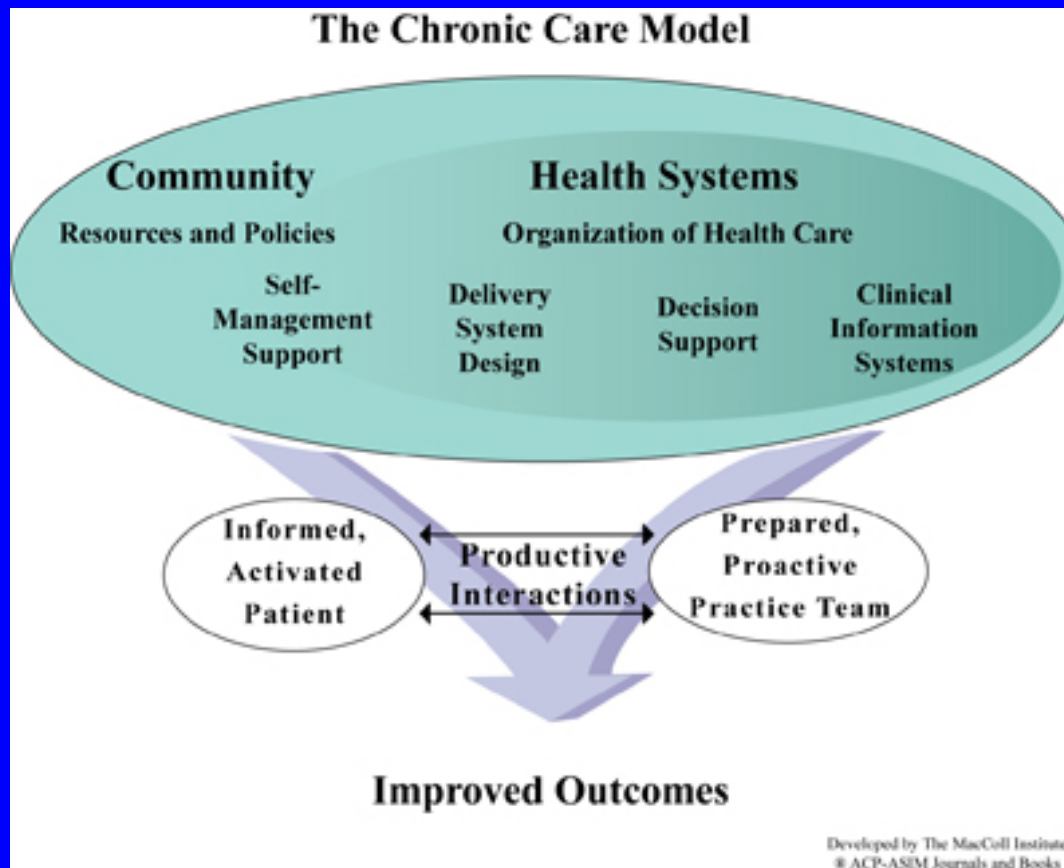 The Chronic Care Model
Community
Health Systems
Resources and Policies
Organization of Health Care
Self-
Management
Support
Delivery
System
Design
Decision
Support
Clinical
Information
Systems
Informed,
Activated
Patient
Productive
Interactions
Prepared,
Proactive
Practice Team
Improved Outcomes
Developed by The MacColl Institute
® ACP-ASIM Journals and Books